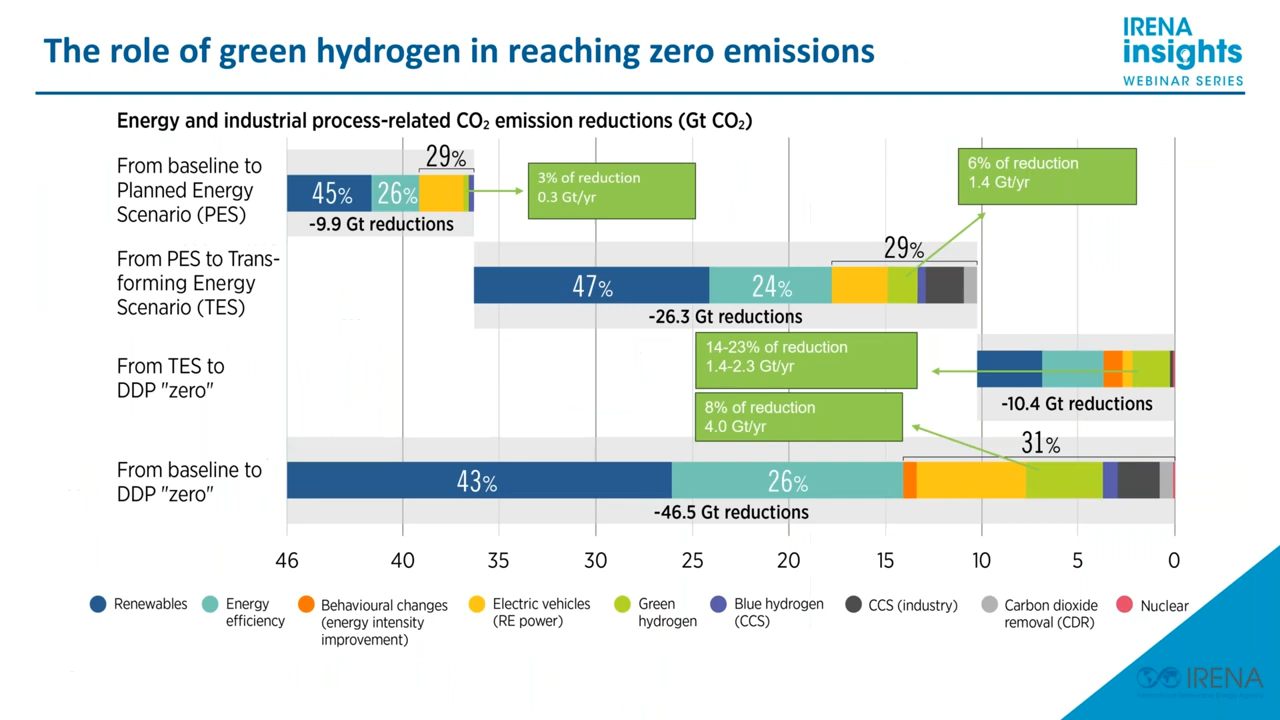 The role of green hydrogen in reaching zero emissions
IRENA
insights
WEBINAR SERIES
Energy and industrial process-related CO₂ emission reductions (Gt CO₂)
From baseline to
Planned Energy
Scenario (PES)
45%
26%
29%
-9.9 Gt reductions
3% of reduction
0.3 Gt/yr
6% of reduction
1.4 Gt/yr
From PES to Trans-
forming Energy
Scenario (TES)
47%
24%
29%
-26.3 Gt reductions
From TES to
DDP "zero"
14-23% of reduction
1.4-2.3 Gt/yr
-10.4 Gt reductions
8% of reduction
4.0 Gt/yr
From baseline to
DDP "zero"
43%
26%
31%
-46.5 Gt reductions
46 40 35 30 25 20 15 10 5 0
Renewables
Energy
efficiency
Behavioural changes
(energy intensity
improvement)
Electric vehicles
(RE power)
Green
hydrogen
Blue hydrogen
(CCS)
CCS (industry)
Carbon dioxide
removal (CDR)
Nuclear
IRENA